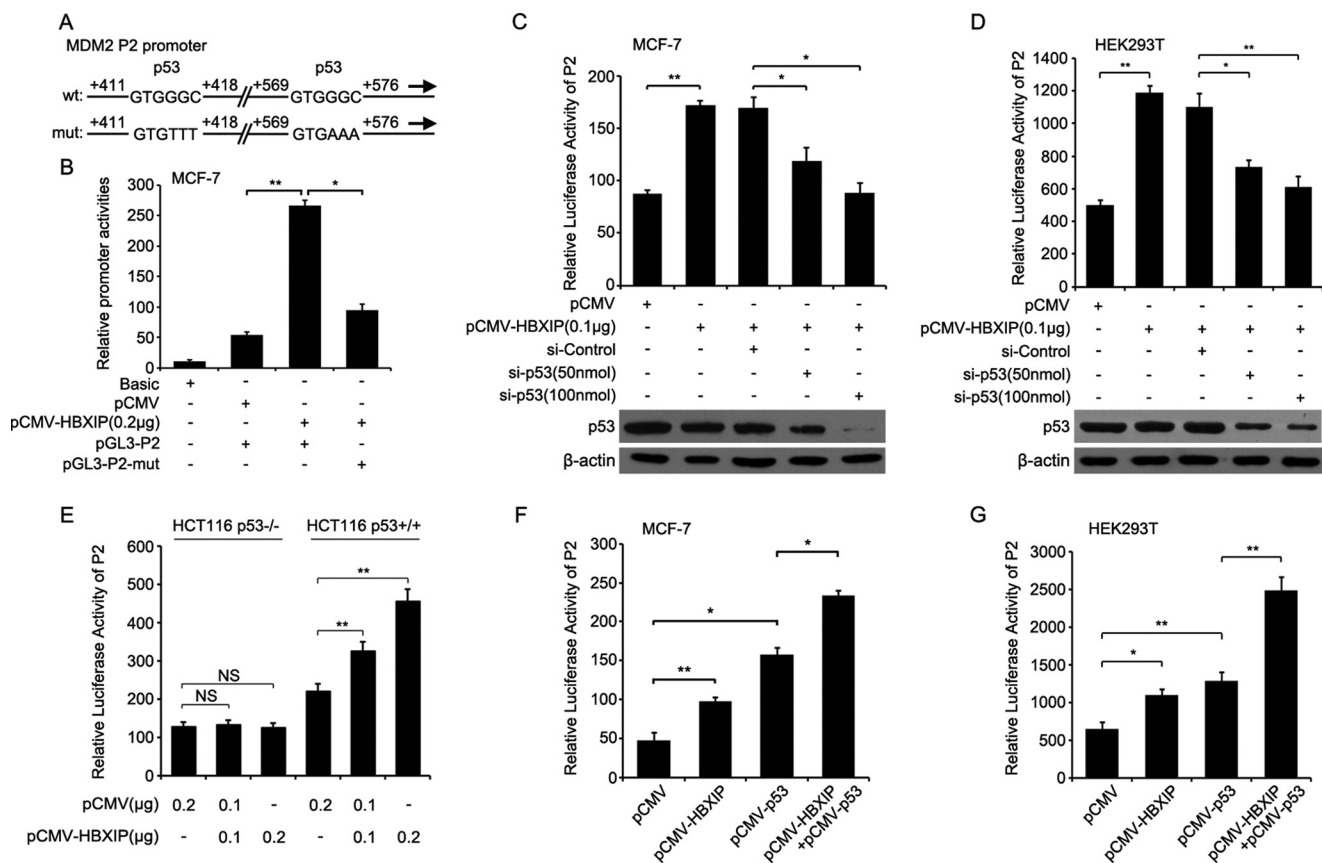 A
MDM2 P2 promoter
p53 p53
wt: +411 GTGGGC +418 +569 GTGGGC +576
mut: +411 GTGTTT +418 +569 GTGAAA +576
B
MCF-7
Relative promoter activities
300
250
200
150
100
50
0
** *
Basic + - - -
pCMV - + - -
pCMV-HBXIP(0.2μg) - - + +
pGL3-P2 - + + -
pGL3-P2-mut - - - +
C
MCF-7
Relative Luciferase Activity of P2
200
150
100
50
0
** * *
pCMV + - - - -
pCMV-HBXIP(0.1μg) - + + + +
si-Control - - + - -
si-p53(50nmol) - - - + -
si-p53(100nmol) - - - - +
p53
β-actin
D
HEK293T
Relative Luciferase Activity of P2
1400
1200
1000
800
600
400
200
0
** * **
pCMV + - - - -
pCMV-HBXIP(0.1μg) - + + + +
si-Control - - + - -
si-p53(50nmol) - - - + -
si-p53(100nmol) - - - - +
p53
β-actin
E
HCT116 p53-/- HCT116 p53+/+
Relative Luciferase Activity of P2
600
500
400
300
200
100
0
NS
NS
**
**
pCMV(μg) 0.2 0.1 - 0.2 0.1 -
pCMV-HBXIP(μg) - 0.1 0.2 - 0.1 0.2
F
MCF-7
Relative Luciferase Activity of P2
300
250
200
150
100
50
0
*
*
**
pCMV
pCMV-HBXIP
pCMV-p53
pCMV-HBXIP
+pCMV-p53
G
HEK293T
Relative Luciferase Activity of P2
3000
2500
2000
1500
1000
500
0
**
**
*
pCMV
pCMV-HBXIP
pCMV-p53
pCMV-HBXIP
+pCMV-p53